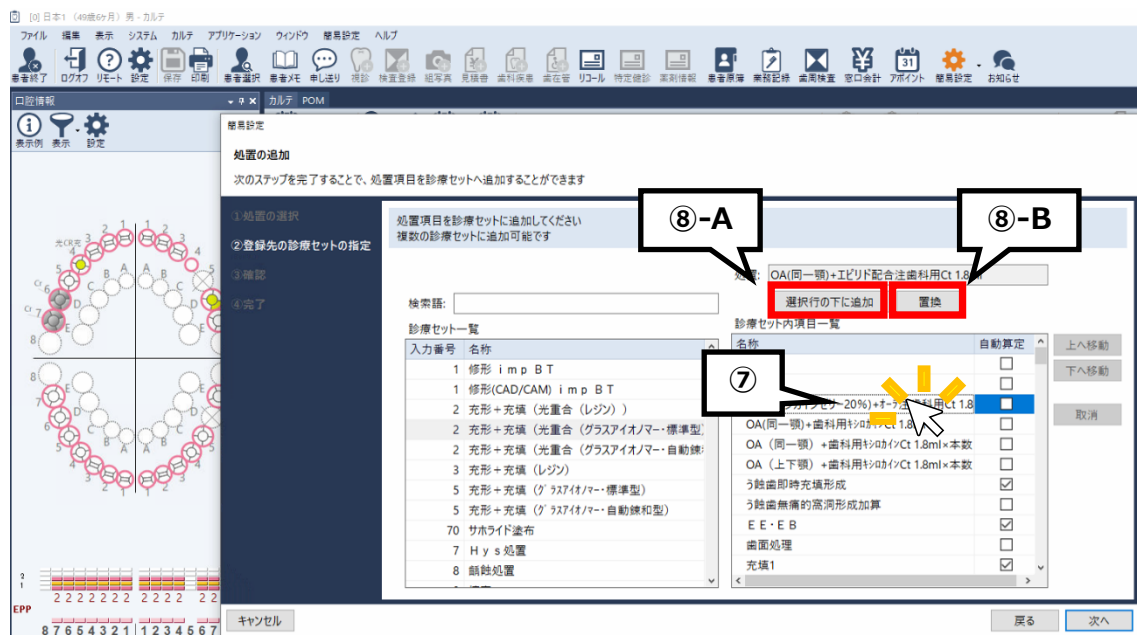 [0] 日本1 （49歳6ヶ月）男 - カルテ
ファイル 編集 表示 システム カルテ アプリケーション ウィンドウ 簡易設定 ヘルプ
患者終了 ログオフ リモート 設定 保存 印刷 患者選択 患者メモ 申し送り 視診 検査登録 組写真 見積書 歯科疾患 歯在管 リコール 特定健診 薬剤情報 患者原簿 業務記録 歯周検査 窓口会計 アポイント 簡易設定 お知らせ
口腔情報
カルテ POM
表示例 表示 設定
簡易設定
処置の追加
次のステップを完了することで、処置項目を診療セットへ追加することができます
①処置の選択
②登録先の診療セットの指定
③確認
④完了
処置項目を診療セットに追加してください
複数の診療セットに追加可能です
⑧-A
⑧-B
OA(同一顎)+エピリド配合注歯科用Ct 1.8
選択行の下に追加
置換
検索語:
診療セット一覧
入力番号 名称
1 修形 i m p B T
1 修形(CAD/CAM) i m p B T
2 充形＋充填（光重合（レジン））
2 充形＋充填（光重合（グラスアイオノマー・標準型
2 充形＋充填（光重合（グラスアイオノマー・自動錬
3 充形＋充填（レジン）
5 充形＋充填（グラスアイオノマー・標準型）
5 充形＋充填（グラスアイオノマー・自動錬和型）
70 サホライド塗布
7 H y s 処置
8 齲蝕処置
診療セット内項目一覧
名称 自動算定
⑦
OA(同一顎)+歯科用キシロカインCt 1.8
OA（同一顎）+歯科用キシロカインCt 1.8ml×本数
OA（上下顎）+歯科用キシロカインCt 1.8ml×本数
う蝕歯即時充填形成
う蝕歯無痛的窩洞形成加算
E E・E B
歯面処理
充填1
上へ移動
下へ移動
取消
光CR充
Cr
Cr
3 2 1 1 2 3 4
5
6
7
8
A A
B B
C C
D D
E E
2
1
2 2 2 2 2 2 2 2 2 2 2 2 2
EPP
8 7 6 5 4 3 2 1 1 2 3 4 5 6 7
キャンセル
戻る
次へ